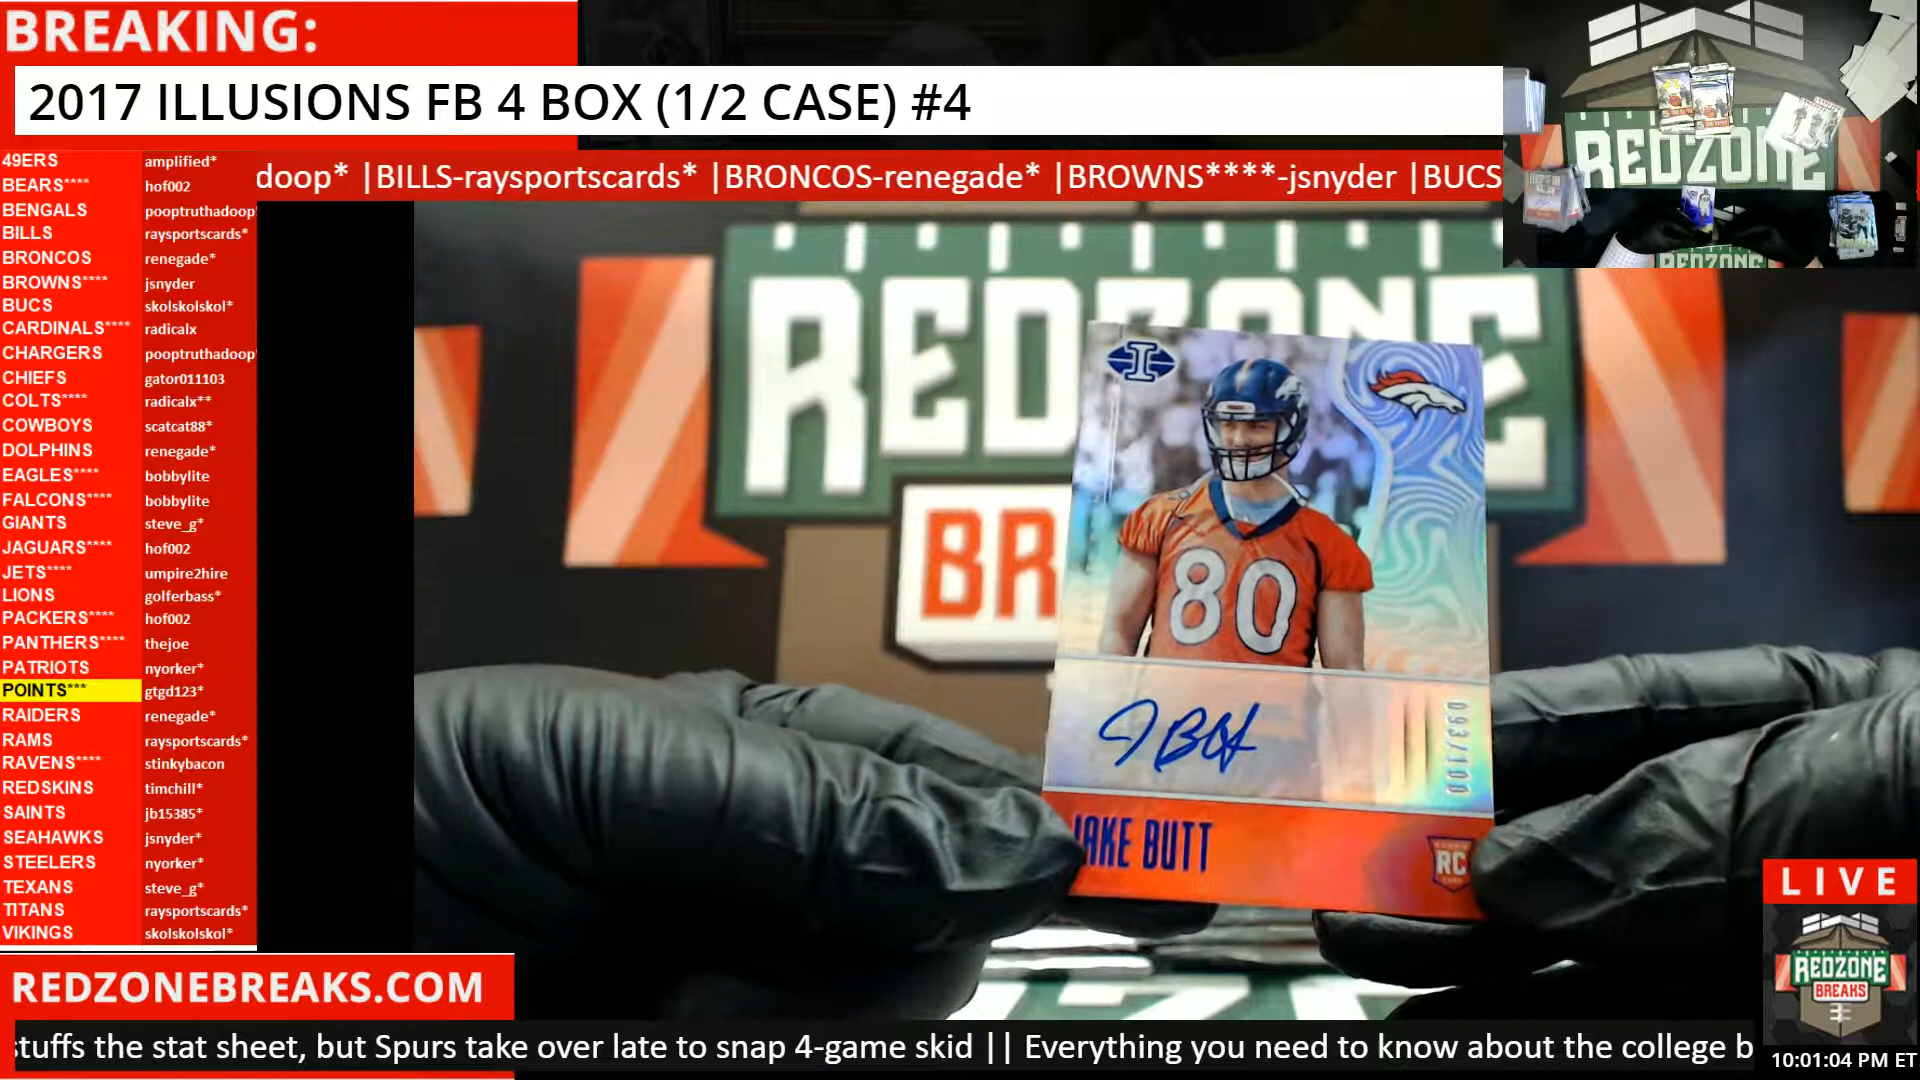 BREAKING:
2017 ILLUSIONS FB 4 BOX (1/2 CASE) #4
doop* |BILLS-raysportscards* |BRONCOS-renegade* |BROWNS****-jsnyder |BUCS
49ERS amplified*
BEARS**** hof002
BENGALS pooptruthadoop*
BILLS raysportscards*
BRONCOS renegade*
BROWNS**** jsnyder
BUCS skolskolskol*
CARDINALS**** radicalx
CHARGERS pooptruthadoop*
CHIEFS gator011103
COLTS**** radicalx**
COWBOYS scatcat88*
DOLPHINS renegade*
EAGLES**** bobbylite
FALCONS**** bobbylite
GIANTS steve_g*
JAGUARS**** hof002
JETS**** umpire2hire
LIONS golferbass*
PACKERS**** hof002
PANTHERS**** thejoe
PATRIOTS nyorker*
POINTS*** gtgd123*
RAIDERS renegade*
RAMS raysportscards*
RAVENS**** stinkybacon
REDSKINS timchill*
SAINTS jb15385*
SEAHAWKS jsnyder*
STEELERS nyorker*
TEXANS steve_g*
TITANS raysportscards*
VIKINGS skolskolskol*
REDZONE
BR
I
80
J Butt
093/100
JAKE BUTT
RC
REDZONE
REDZONE
LIVE
REDZONE
BREAKS
REDZONEBREAKS.COM
stuffs the stat sheet, but Spurs take over late to snap 4-game skid || Everything you need to know about the college b
10:01:04 PM ET